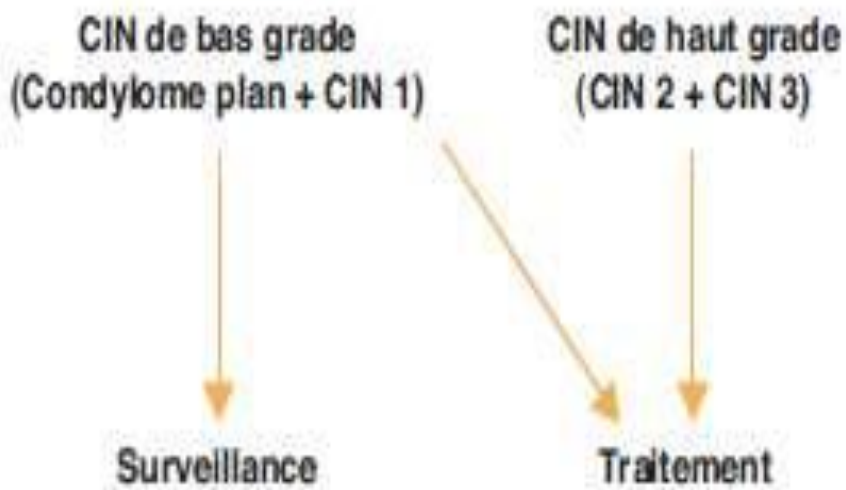 CIN de bas grade
(Condylome plan + CIN 1)
CIN de haut grade
(CIN 2 + CIN 3)
Surveillance
Traitement